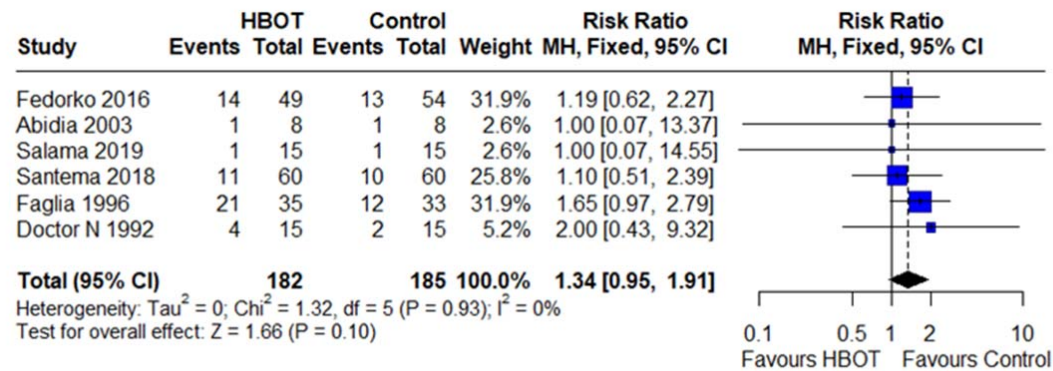 HBOT Control Risk Ratio Risk Ratio
Study Events Total Events Total Weight MH, Fixed, 95% CI MH, Fixed, 95% CI
Fedorko 2016 14 49 13 54 31.9% 1.19 [0.62, 2.27]
Abidia 2003 1 8 1 8 2.6% 1.00 [0.07, 13.37]
Salama 2019 1 15 1 15 2.6% 1.00 [0.07, 14.55]
Santema 2018 11 60 10 60 25.8% 1.10 [0.51, 2.39]
Faglia 1996 21 35 12 33 31.9% 1.65 [0.97, 2.79]
Doctor N 1992 4 15 2 15 5.2% 2.00 [0.43, 9.32]
Total (95% CI) 182 185 100.0% 1.34 [0.95, 1.91]
Heterogeneity: Tau² = 0; Chi² = 1.32, df = 5 (P = 0.93); I² = 0%
Test for overall effect: Z = 1.66 (P = 0.10)
0.1 0.5 1 2 10
Favours HBOT Favours Control